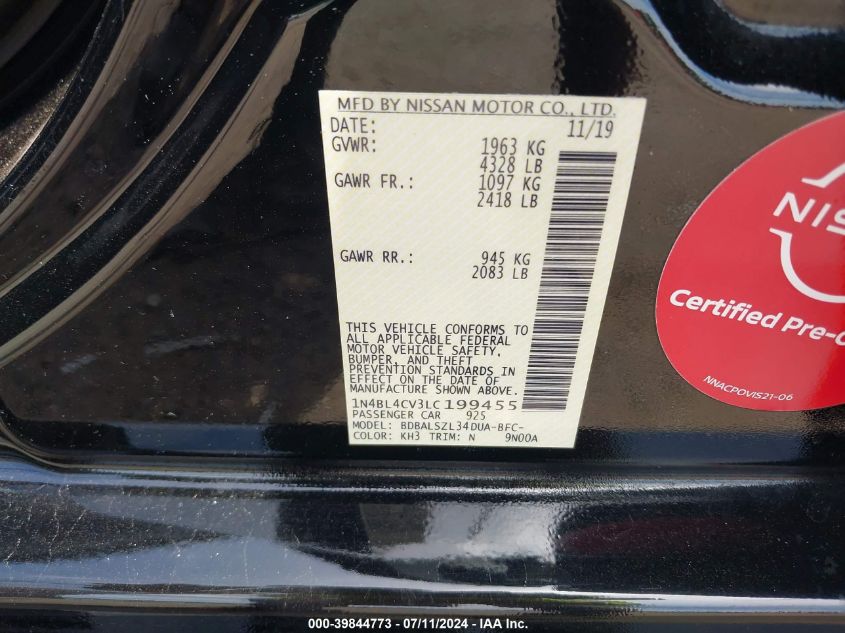 MFD BY NISSAN MOTOR CO., LTD.
DATE: 11/19
GVWR: 1963 KG
4328 LB
GAWR FR.: 1097 KG
2418 LB
GAWR RR.: 945 KG
2083 LB
THIS VEHICLE CONFORMS TO
ALL APPLICABLE FEDERAL
MOTOR VEHICLE SAFETY,
BUMPER, AND THEFT
PREVENTION STANDARDS IN
EFFECT ON THE DATE OF
MANUFACTURE SHOWN ABOVE.
1N4BL4CV3LC199455
PASSENGER CAR 925
MODEL: BDBALSZL34DUA-BFC-
COLOR: KH3 TRIM: N 9N00A
NIS
Certified Pre-
NNACPOVIS21-06
000-39844773 - 07/11/2024 - IAA Inc.